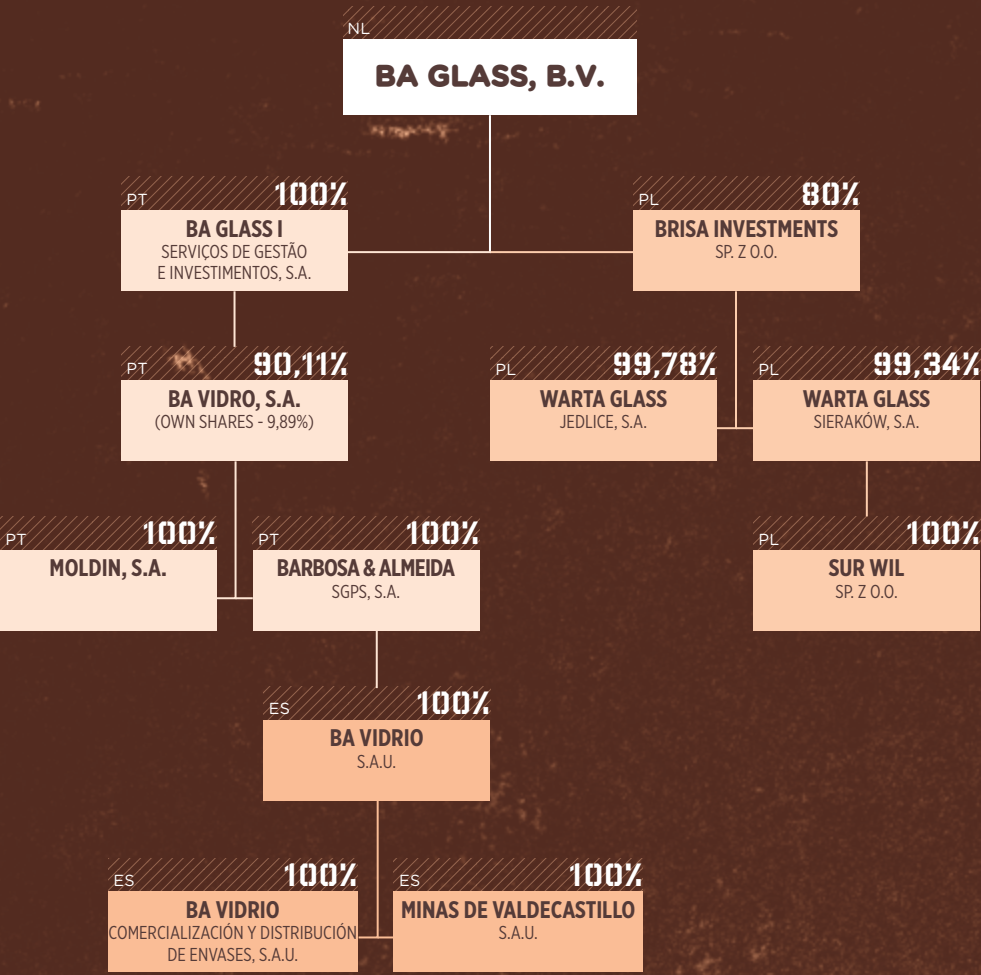 NL
BA GLASS, B.V.
PT 100%
BA GLASS I
SERVIÇOS DE GESTÃO
E INVESTIMENTOS, S.A.
PL 80%
BRISA INVESTMENTS
SP. Z O.O.
PT 90,11%
BA VIDRO, S.A.
(OWN SHARES - 9,89%)
PL 99,78%
WARTA GLASS
JEDLICE, S.A.
PL 99,34%
WARTA GLASS
SIERAKÓW, S.A.
PT 100%
MOLDIN, S.A.
PT 100%
BARBOSA & ALMEIDA
SGPS, S.A.
PL 100%
SUR WIL
SP. Z O.O.
ES 100%
BA VIDRIO
S.A.U.
ES 100%
BA VIDRIO
COMERCIALIZACIÓN Y DISTRIBUCIÓN
DE ENVASES, S.A.U.
ES 100%
MINAS DE VALDECASTILLO
S.A.U.